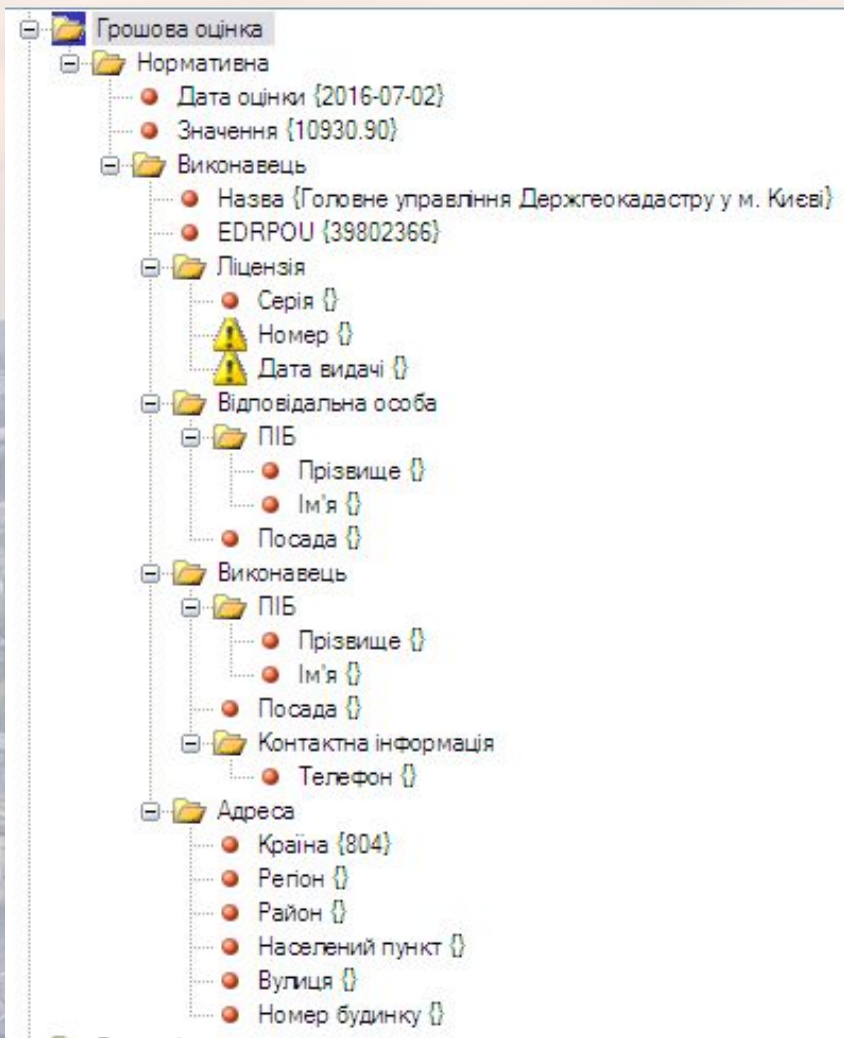 Грошова оцінка
Нормативна
Дата оцінки {2016-07-02}
Значення {10930.90}
Виконавець
Назва {Головне управління Держгеокадастру у м. Києві}
EDRPOU {39802366}
Ліцензія
Серія {}
Номер {}
Дата видачі {}
Відповідальна особа
ПІБ
Прізвище {}
Ім'я {}
Посада {}
Виконавець
ПІБ
Прізвище {}
Ім'я {}
Посада {}
Контактна інформація
Телефон {}
Адреса
Країна {804}
Регіон {}
Район {}
Населений пункт {}
Вулиця {}
Номер будинку {}